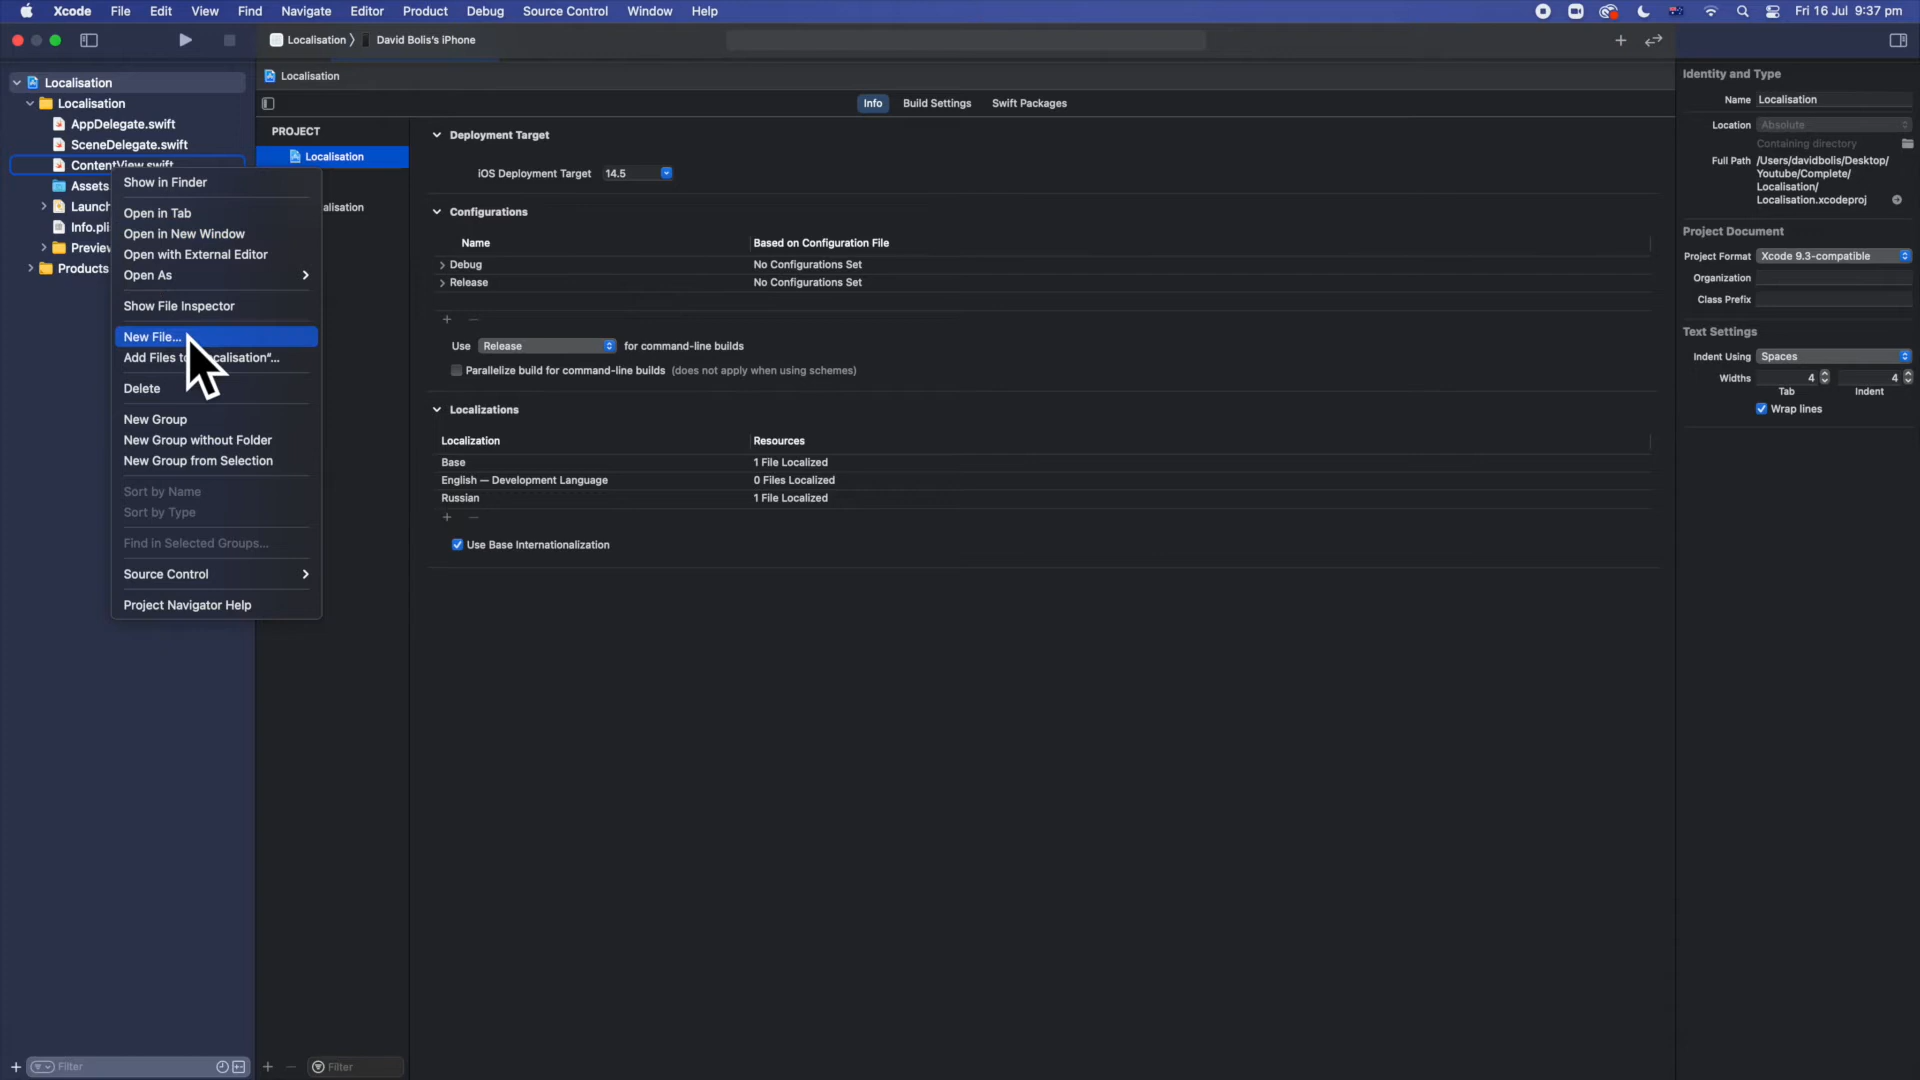 Xcode File Edit View Find Navigate Editor Product Debug Source Control Window Help Fri 16 Jul 9:37 pm
Localisation David Bolis's iPhone
Localisation
Localisation
AppDelegate.swift
SceneDelegate.swift
ContentView.swift
Assets
Launch
Info.pli
Preview
Products
Show in Finder
Open in Tab
Open in New Window
Open with External Editor
Open As
Show File Inspector
New File...
Add Files to
calisation"...
Delete
New Group
New Group without Folder
New Group from Selection
Sort by Name
Sort by Type
Find in Selected Groups...
Source Control
Project Navigator Help
Filter
Localisation
Info Build Settings Swift Packages
PROJECT
Localisation
alisation
Filter
Deployment Target
iOS Deployment Target 14.5
Configurations
Name Based on Configuration File
Debug No Configurations Set
Release No Configurations Set
Use Release for command-line builds
Parallelize build for command-line builds (does not apply when using schemes)
Localizations
Localization Resources
Base 1 File Localized
English — Development Language 0 Files Localized
Russian 1 File Localized
Use Base Internationalization
Identity and Type
Name Localisation
Location Absolute
Containing directory
Full Path /Users/davidbolis/Desktop/
Youtube/Complete/
Localisation/
Localisation.xcodeproj
Project Document
Project Format Xcode 9.3-compatible
Organization
Class Prefix
Text Settings
Indent Using Spaces
Widths 4 4
Tab Indent
Wrap lines